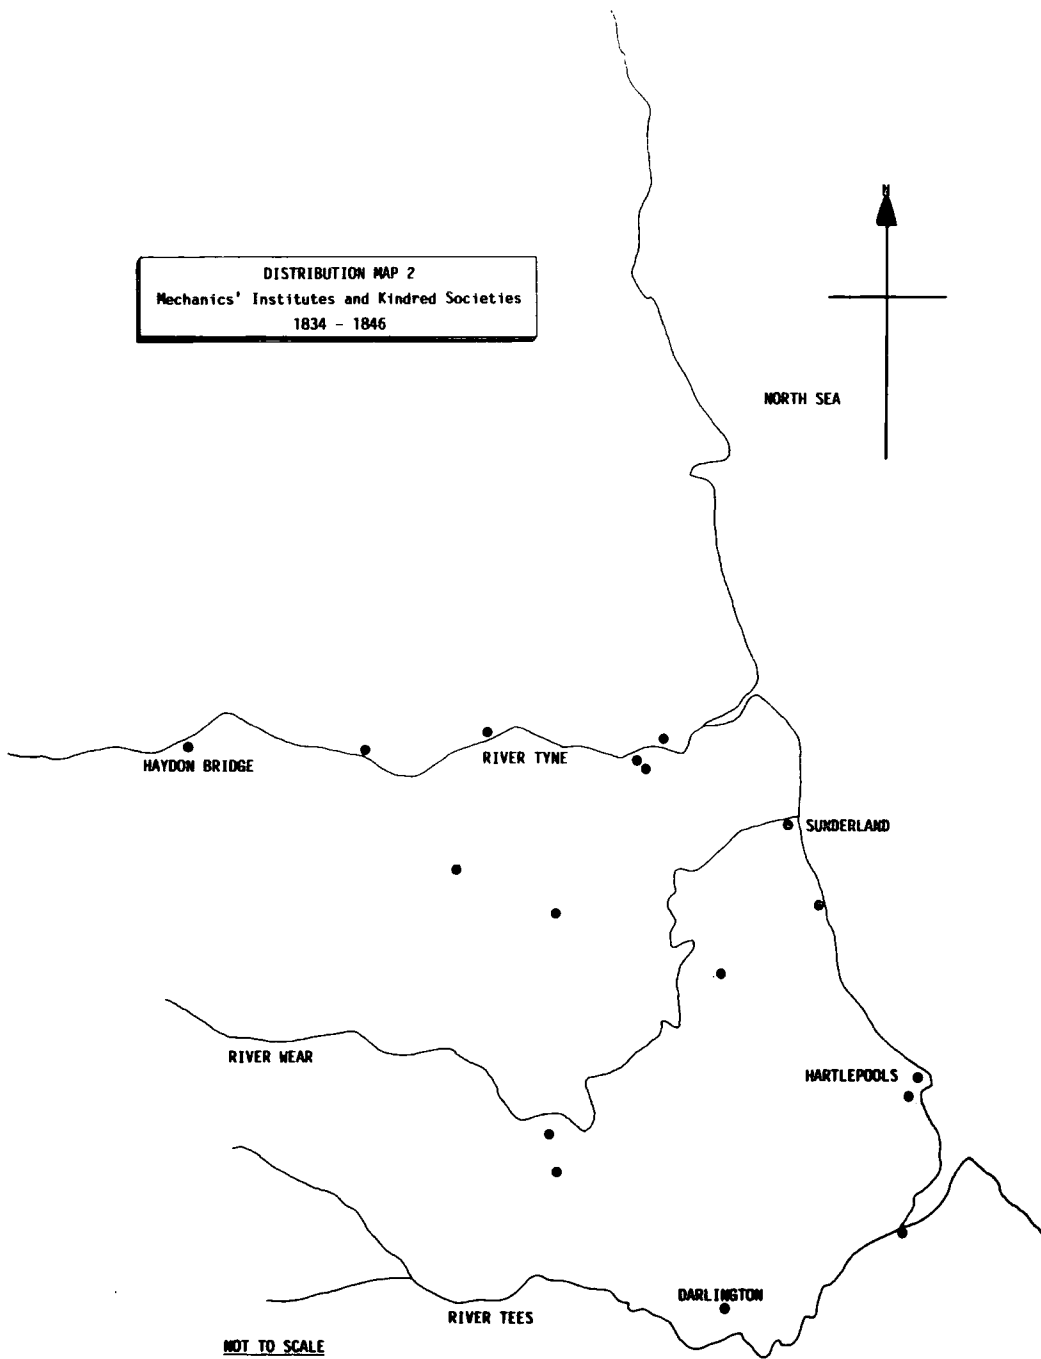 N
DISTRIBUTION MAP 2
Mechanics' Institutes and Kindred Societies
1834 - 1846
NORTH SEA
HAYDON BRIDGE
RIVER TYNE
SUNDERLAND
RIVER WEAR
HARTLEPOOLS
DARLINGTON
RIVER TEES
NOT TO SCALE